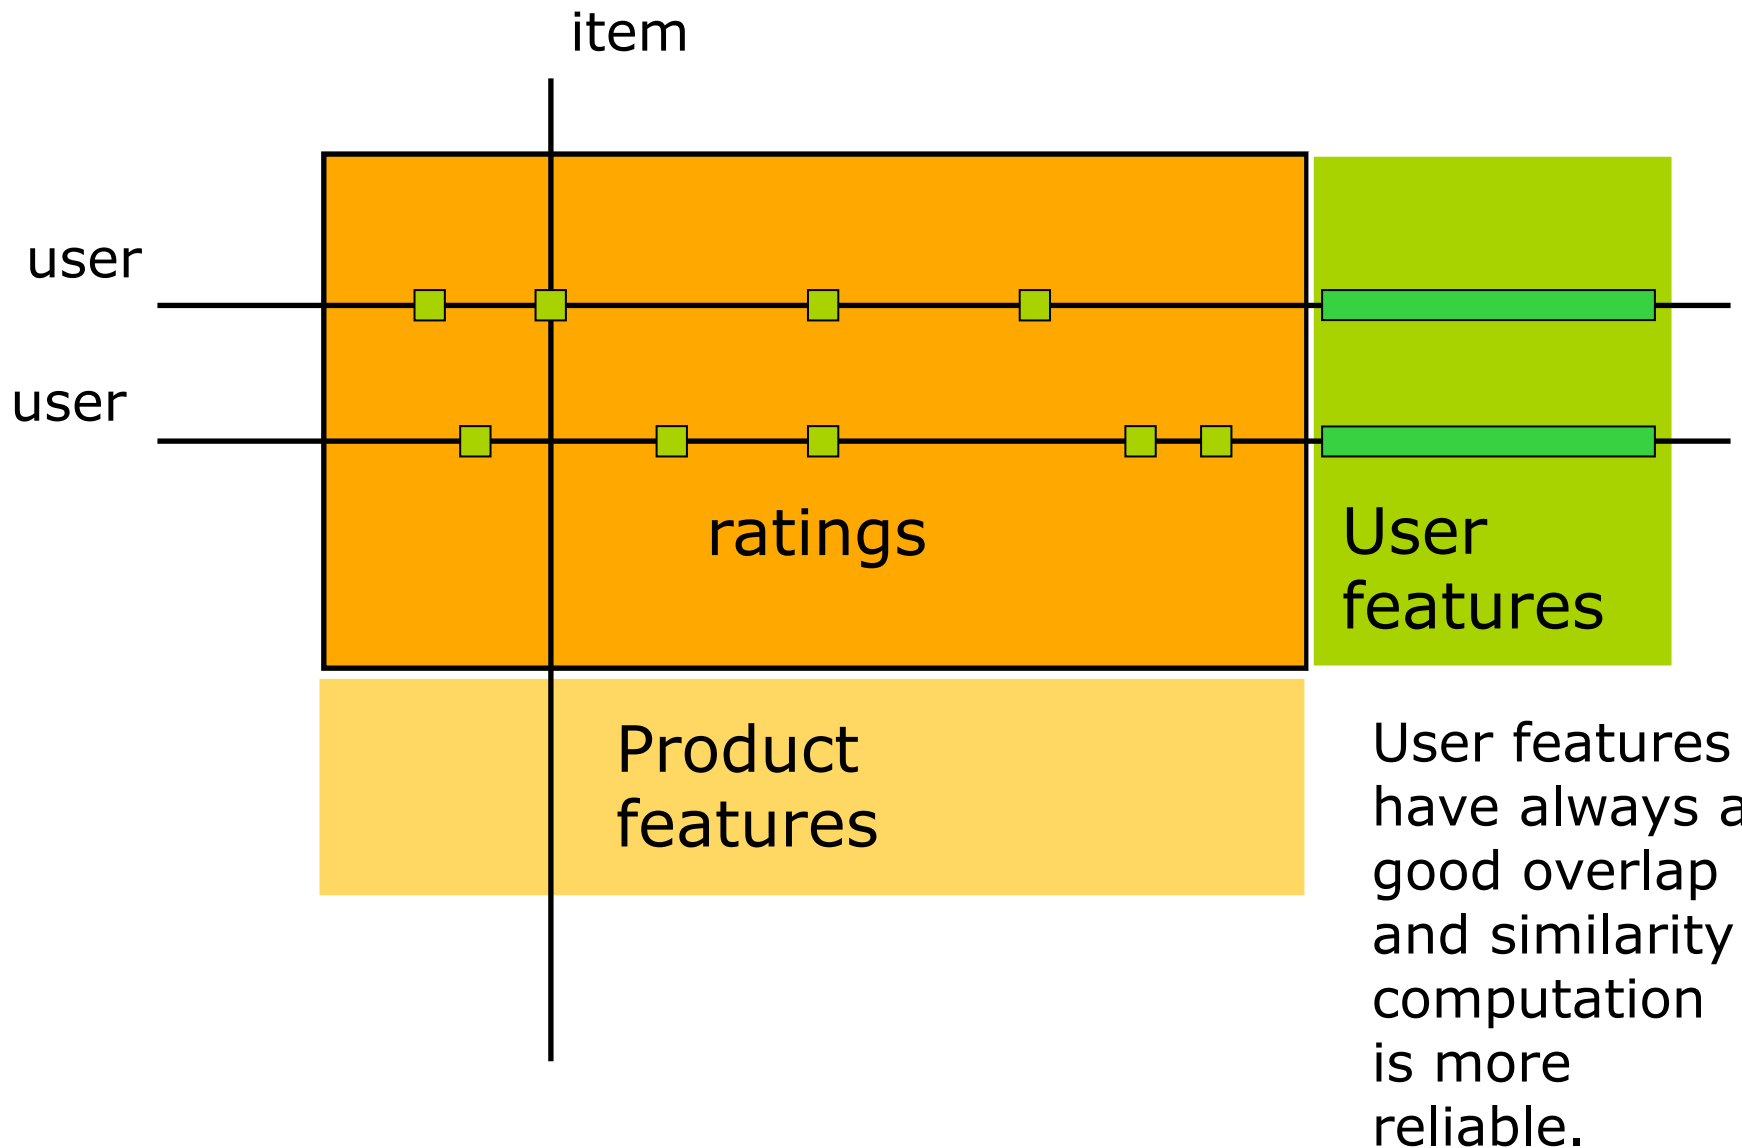 item
user
user
ratings
User
features
Product
features
User features
have always a
good overlap
and similarity
computation
is more
reliable.